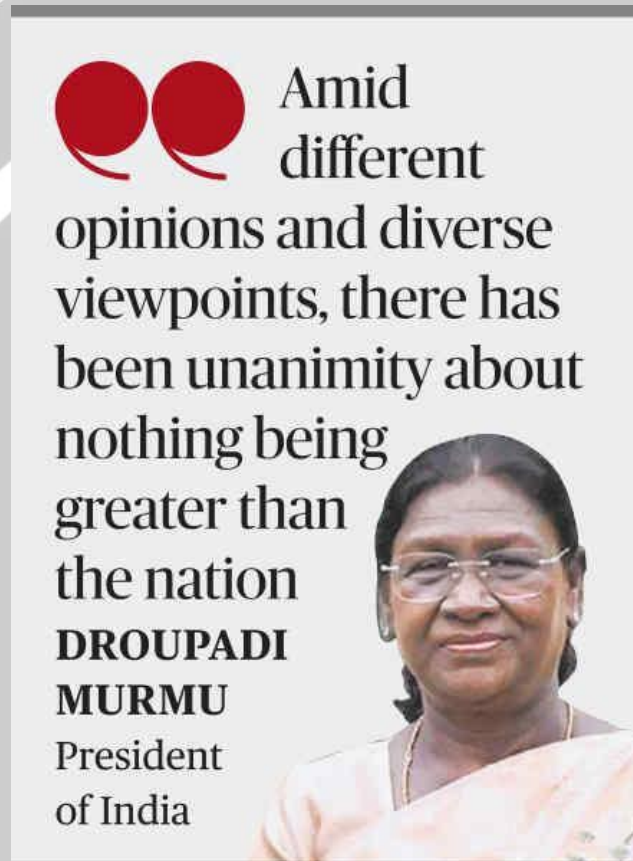 Amid
different
opinions and diverse
viewpoints, there has
been unanimity about
nothing being
greater than
the nation
DROUPADI
MURMU
President
of India